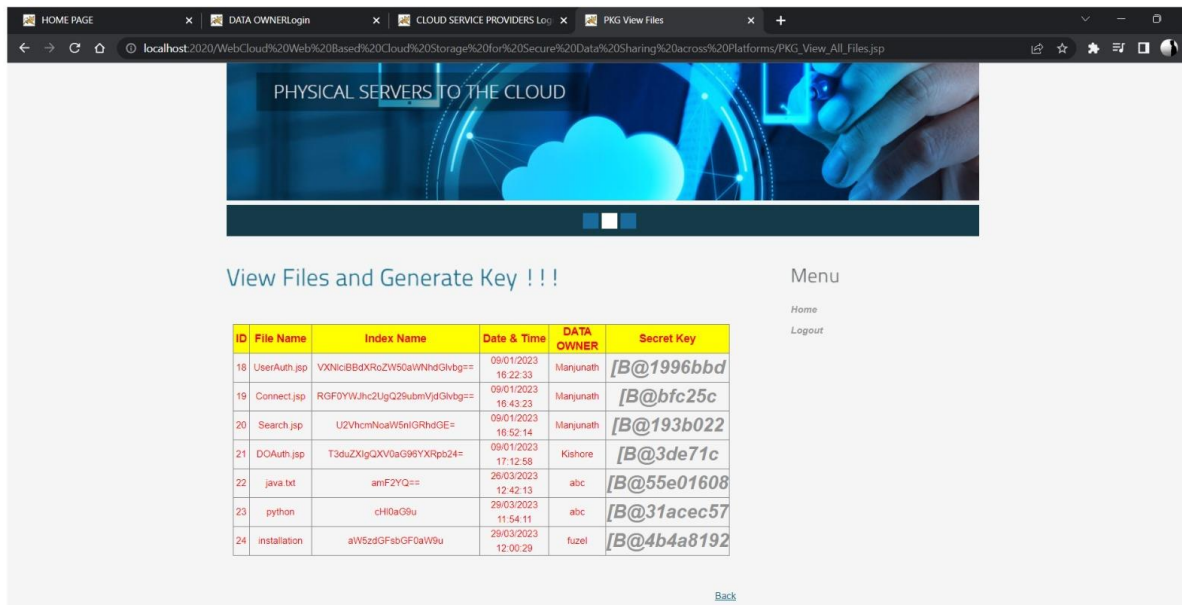 HOME PAGE
DATA OWNERLogin
CLOUD SERVICE PROVIDERS Log
PKG View Files
localhost:2020/WebCloud%20Web%20Based%20Cloud%20Storage%20for%20Secure%20Data%20Sharing%20across%20Platforms/PKG_View_All_Files.jsp
PHYSICAL SERVERS TO THE CLOUD
View Files and Generate Key !!!
Menu
Home
Logout
ID File Name Index Name Date & Time DATA OWNER Secret Key
18 UserAuth.jsp VXNlciBBdXRoZW50aWNhdGlvbg== 09/01/2023 16:22:33 Manjunath [B@1996bbd
19 Connect.jsp RGF0YWJhc2UgQ29ubmVjdGlvbg== 09/01/2023 16:43:23 Manjunath [B@bfc25c
20 Search.jsp U2VhcmNoaW5nIGRhdGE= 09/01/2023 16:52:14 Manjunath [B@193b022
21 DOAuth.jsp T3duZXIgQXV0aG96YXRpb24= 09/01/2023 17:12:58 Kishore [B@3de71c
22 java.txt amF2YQ== 26/03/2023 12:42:13 abc [B@55e01608
23 python cHl0aG9u 29/03/2023 11:54:11 abc [B@31acec57
24 installation aW5zdGFsbGF0aW9u 29/03/2023 12:00:29 fuzel [B@4b4a8192
Back